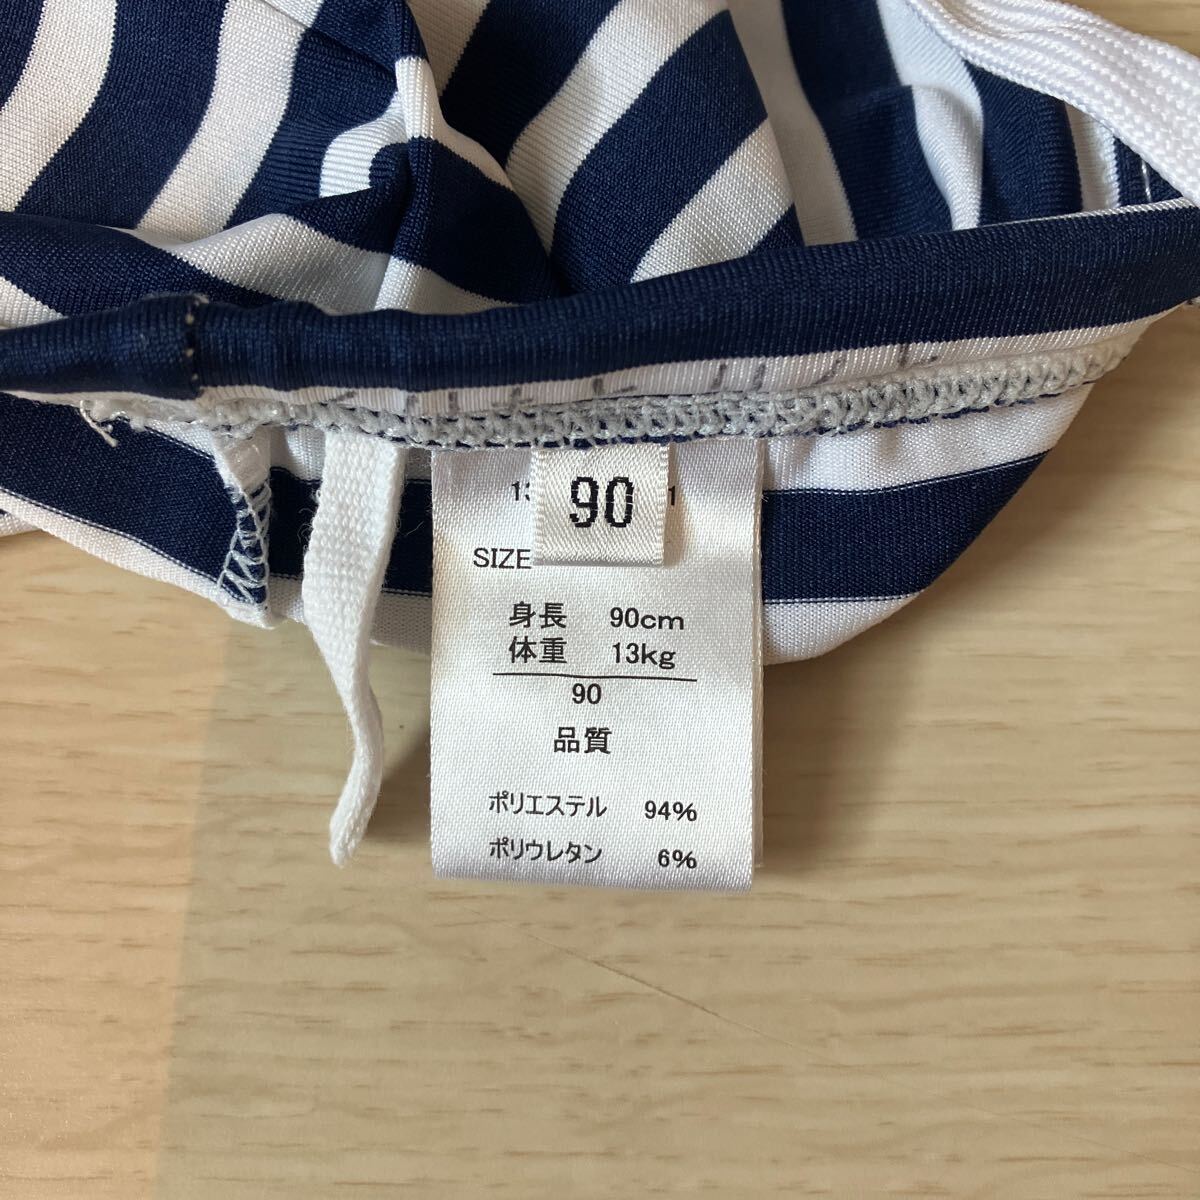 90
SIZE
身長 90cm
体重 13kg
90
品質
ポリエステル 94%
ポリウレタン 6%